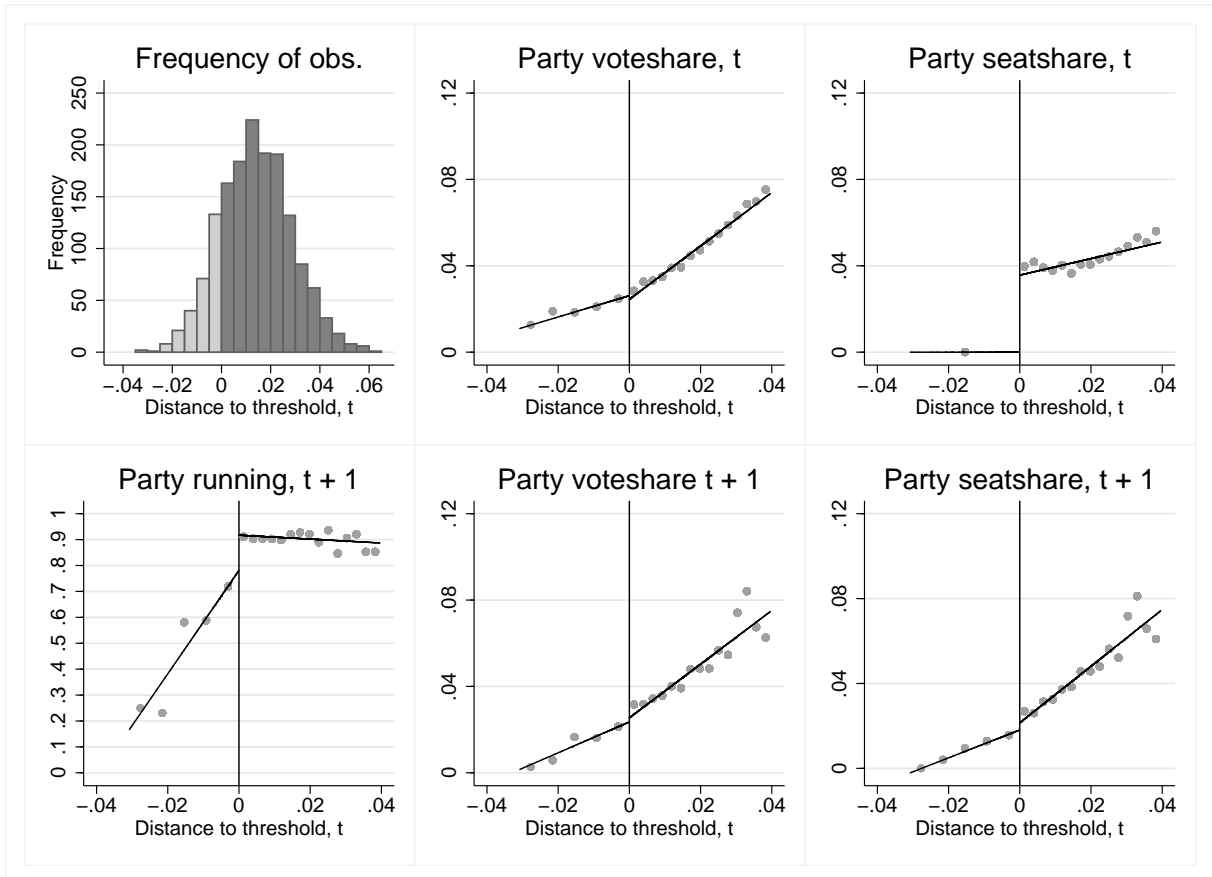 Frequency of obs.
250
200
150
100
50
0
Frequency
−.04 −.02 0 .02 .04 .06
Distance to threshold, t
Party voteshare, t
.12
.08
.04
0
−.04 −.02 0 .02 .04
Distance to threshold, t
Party seatshare, t
.12
.08
.04
0
−.04 −.02 0 .02 .04
Distance to threshold, t
Party running, t + 1
1
.9
.8
.7
.6
.5
.4
.3
.2
.1
0
−.04 −.02 0 .02 .04
Distance to threshold, t
Party voteshare t + 1
.12
.08
.04
0
−.04 −.02 0 .02 .04
Distance to threshold, t
Party seatshare, t + 1
.12
.08
.04
0
−.04 −.02 0 .02 .04
Distance to threshold, t